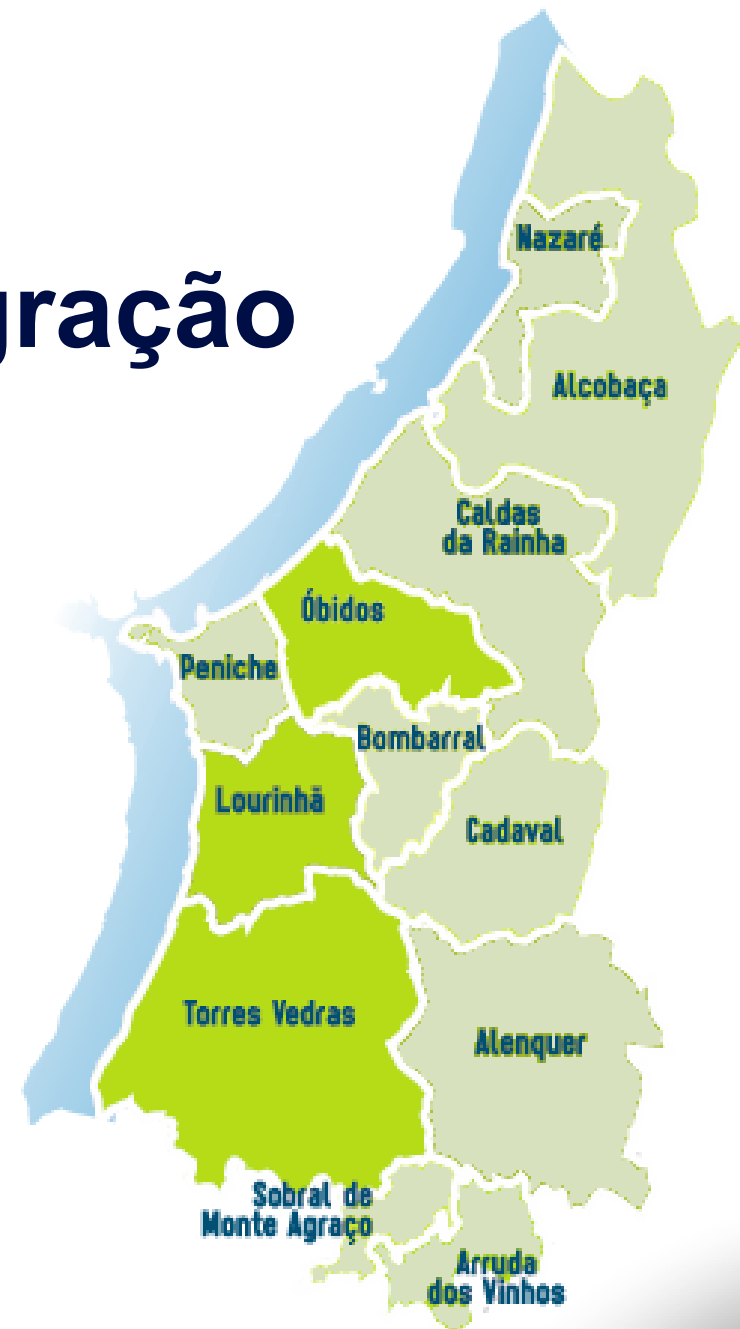 Nazaré
gração
Alcobaça
Caldas
da Rainha
Óbidos
Peniche
Bombarral
Lourinhã
Cadaval
Torres Vedras
Alenquer
Sobral de
Monte Agraço
Arruda
dos Vinhos